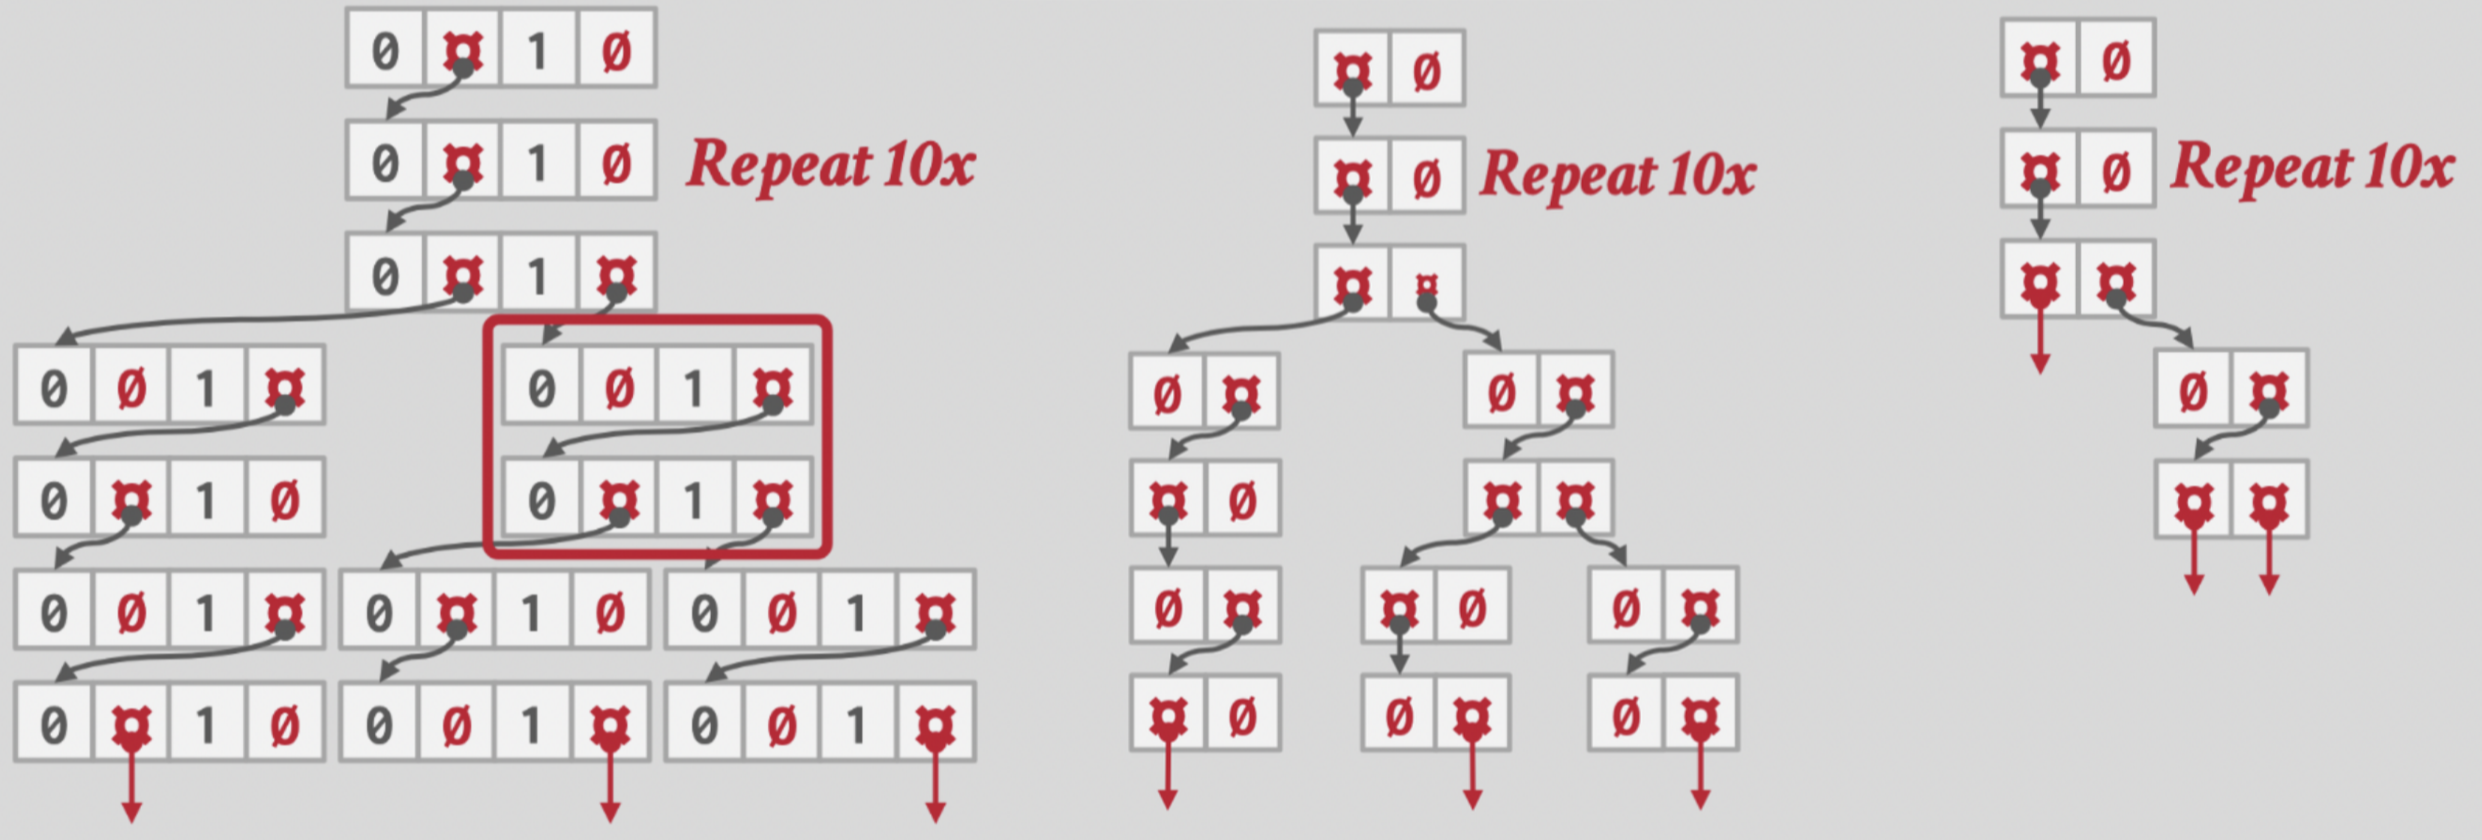 0 ¤ 1 Ø
0 ¤ 1 Ø Repeat 10x
0 ¤ 1 ¤
0 Ø 1 ¤ 0 Ø 1 ¤
0 ¤ 1 Ø 0 ¤ 1 ¤
0 Ø 1 ¤ 0 ¤ 1 Ø 0 Ø 1 ¤
0 ¤ 1 Ø 0 Ø 1 ¤ 0 Ø 1 ¤
¤ Ø
¤ Ø Repeat 10x
¤ ¤
Ø ¤ Ø ¤
¤ Ø ¤ ¤
Ø ¤ ¤ Ø Ø ¤
¤ Ø Ø ¤ Ø ¤
¤ Ø
¤ Ø Repeat 10x
¤ ¤
Ø ¤
¤ ¤